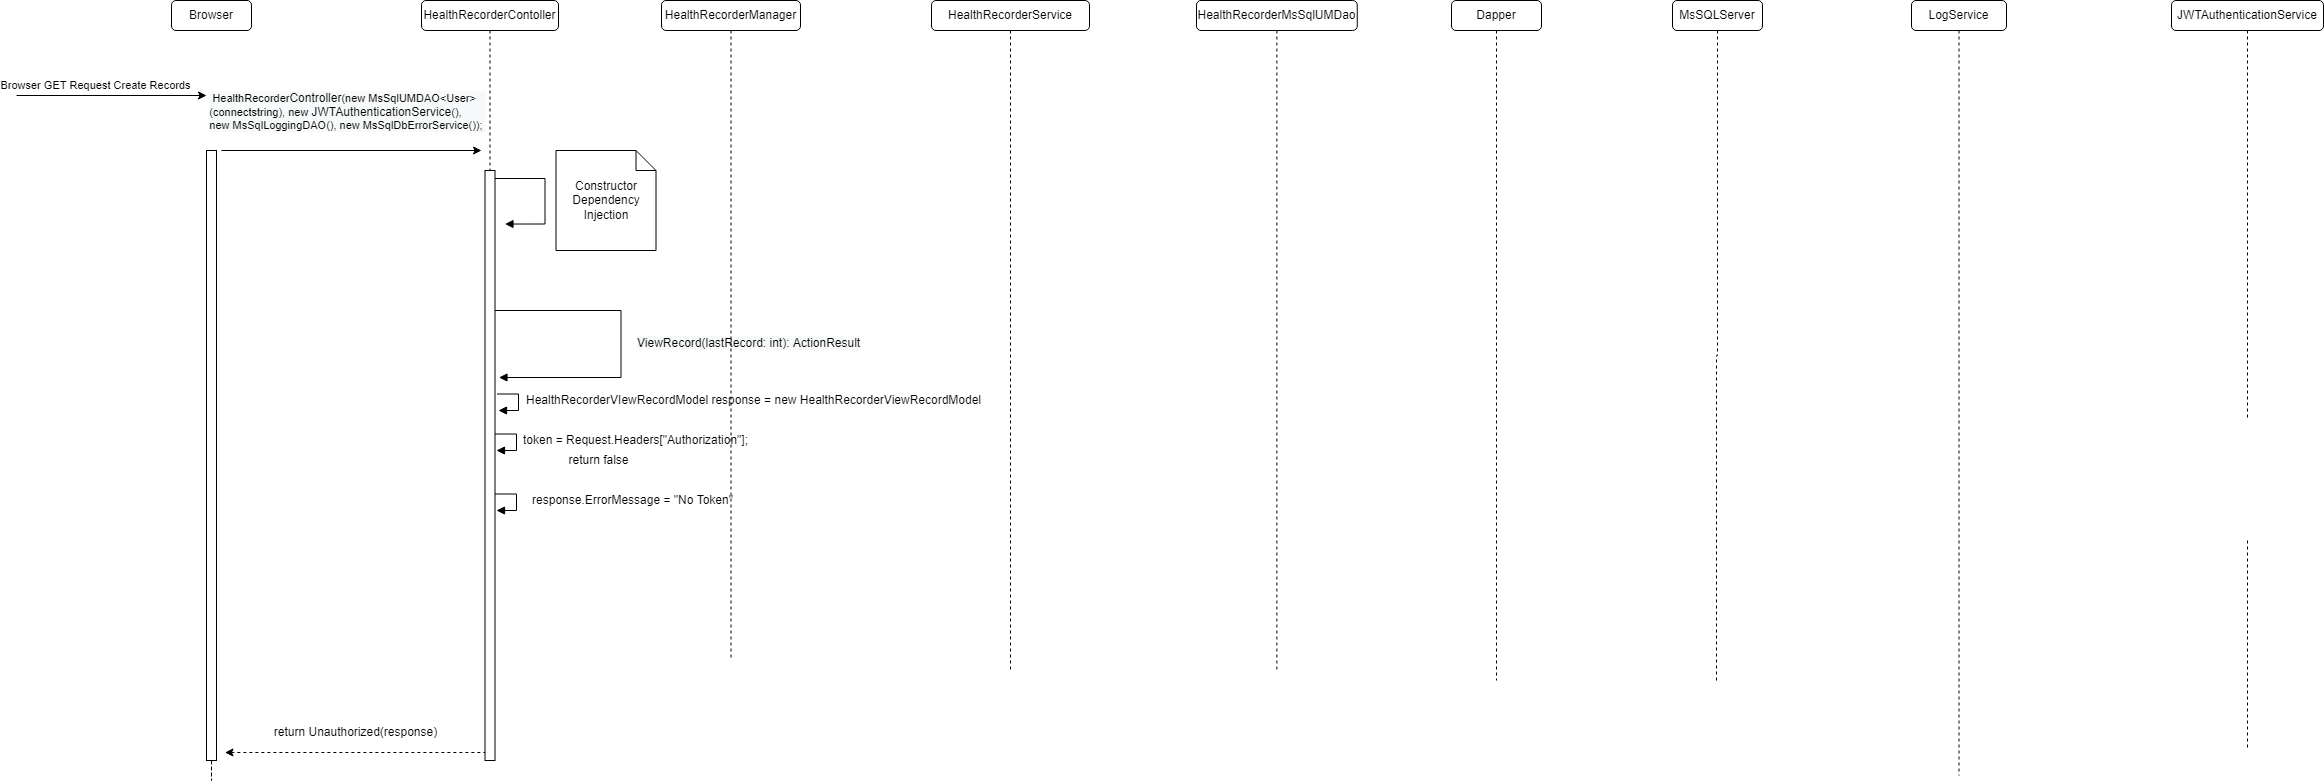 Browser
HealthRecorderContoller
HealthRecorderManager
HealthRecorderService
HealthRecorderMsSqlUMDao
Dapper
MsSQLServer
LogService
JWTAuthenticationService
Browser GET Request Create Records
HealthRecorderController(new MsSqlUMDAO<User>
(connectstring), new JWTAuthenticationService(),
new MsSqlLoggingDAO(), new MsSqlDbErrorService());
Constructor
Dependency
Injection
ViewRecord(lastRecord: int): ActionResult
HealthRecorderVIewRecordModel response = new HealthRecorderViewRecordModel
token = Request.Headers["Authorization"];
return false
response.ErrorMessage = "No Token"
return Unauthorized(response)